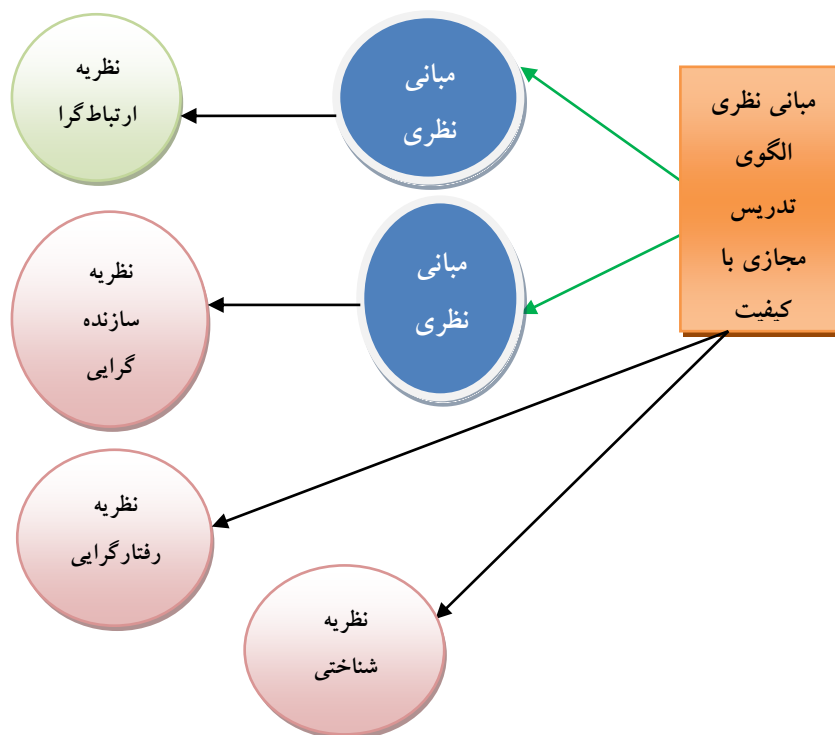 مبانی نظری
الگوی
تدریس
مجازی با
کیفیت
مبانی
نظری
نظریه
ارتباط‌گرا
مبانی
نظری
نظریه
سازنده
گرایی
نظریه
رفتارگرایی
نظریه
شناختی